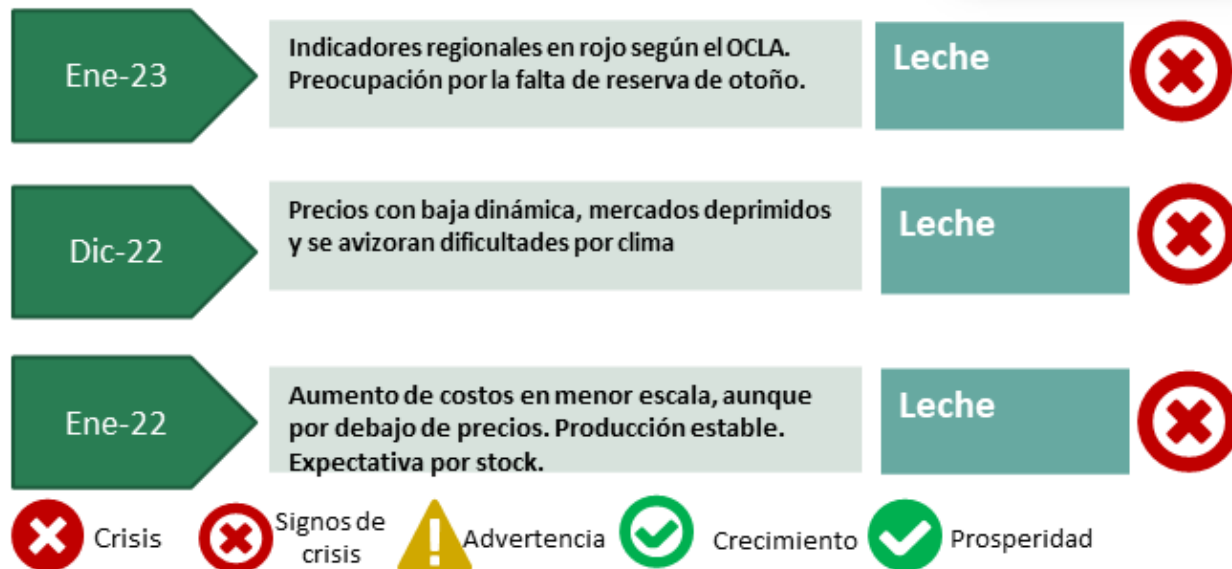 Ene-23
Indicadores regionales en rojo según el OCLA.
Preocupación por la falta de reserva de otoño.
Leche
Dic-22
Precios con baja dinámica, mercados deprimidos
y se avizoran dificultades por clima
Leche
Ene-22
Aumento de costos en menor escala, aunque
por debajo de precios. Producción estable.
Expectativa por stock.
Leche
Crisis
Signos de
crisis
Advertencia
Crecimiento
Prosperidad